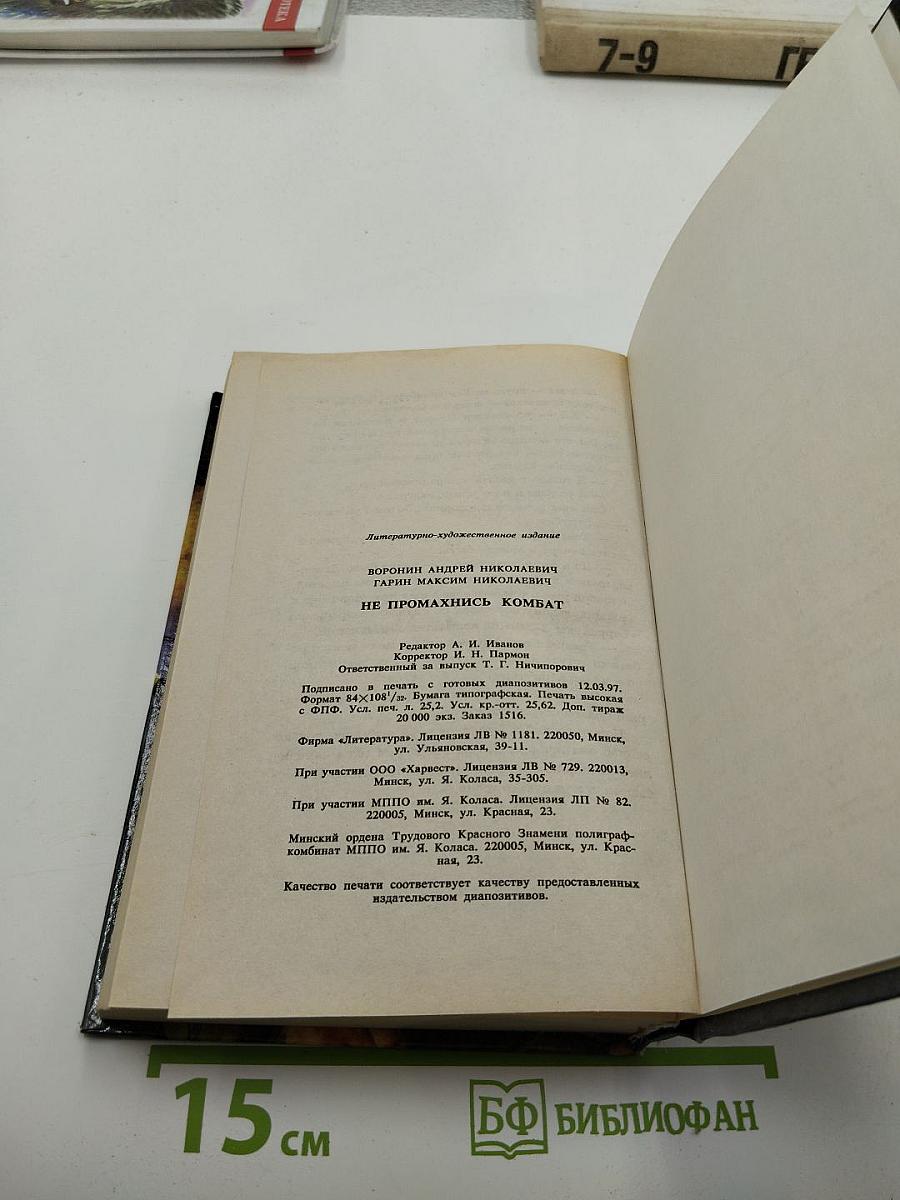 ТЕКА
7-9
Литературно-художественное издание
ВОРОНИН АНДРЕЙ НИКОЛАЕВИЧ
ГАРИН МАКСИМ НИКОЛАЕВИЧ
НЕ ПРОМАХНИСЬ КОМБАТ
Редактор А. И. Иванов
Корректор И. Н. Пармон
Ответственный за выпуск Т. Г. Ничипорович
Подписано в печать с готовых диапозитивов 12.03.97.
Формат 84×108¹/₃₂. Бумага типографская. Печать высокая
с ФПФ. Усл. печ. л. 25,2. Усл. кр.-отт. 25,62. Доп. тираж
20 000 экз. Заказ 1516.
Фирма «Литература». Лицензия ЛВ № 1181. 220050, Минск,
ул. Ульяновская, 39-11.
При участии ООО «Харвест». Лицензия ЛВ № 729. 220013,
Минск, ул. Я. Коласа, 35-305.
При участии МППО им. Я. Коласа. Лицензия ЛП № 82.
220005, Минск, ул. Красная, 23.
Минский ордена Трудового Красного Знамени полиграф-
комбинат МППО им. Я. Коласа. 220005, Минск, ул. Крас-
ная, 23.
Качество печати соответствует качеству предоставленных
издательством диапозитивов.
15 см
БФ БИБЛИОФАН